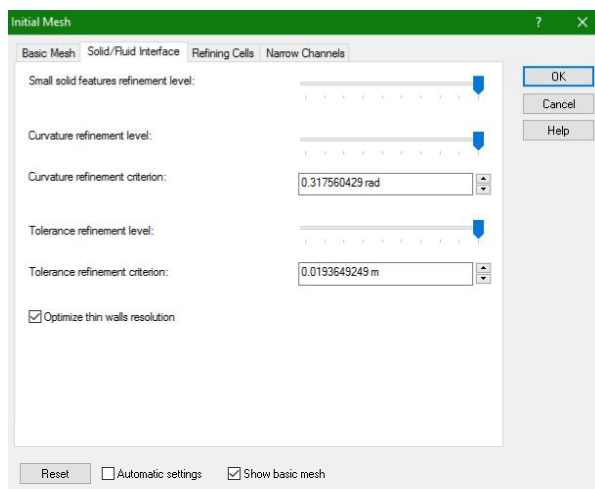 Initial Mesh ? ×
Basic Mesh Solid/Fluid Interface Refining Cells Narrow Channels
Small solid features refinement level:
OK
Cancel
Help
Curvature refinement level:
Curvature refinement criterion: 0.317560429 rad
Tolerance refinement level:
Tolerance refinement criterion: 0.0193649249 m
Optimize thin walls resolution
Reset Automatic settings Show basic mesh